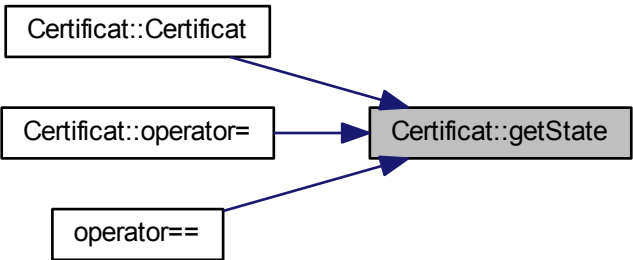 Certificat::Certificat
Certificat::operator=
Certificat::getState
operator==